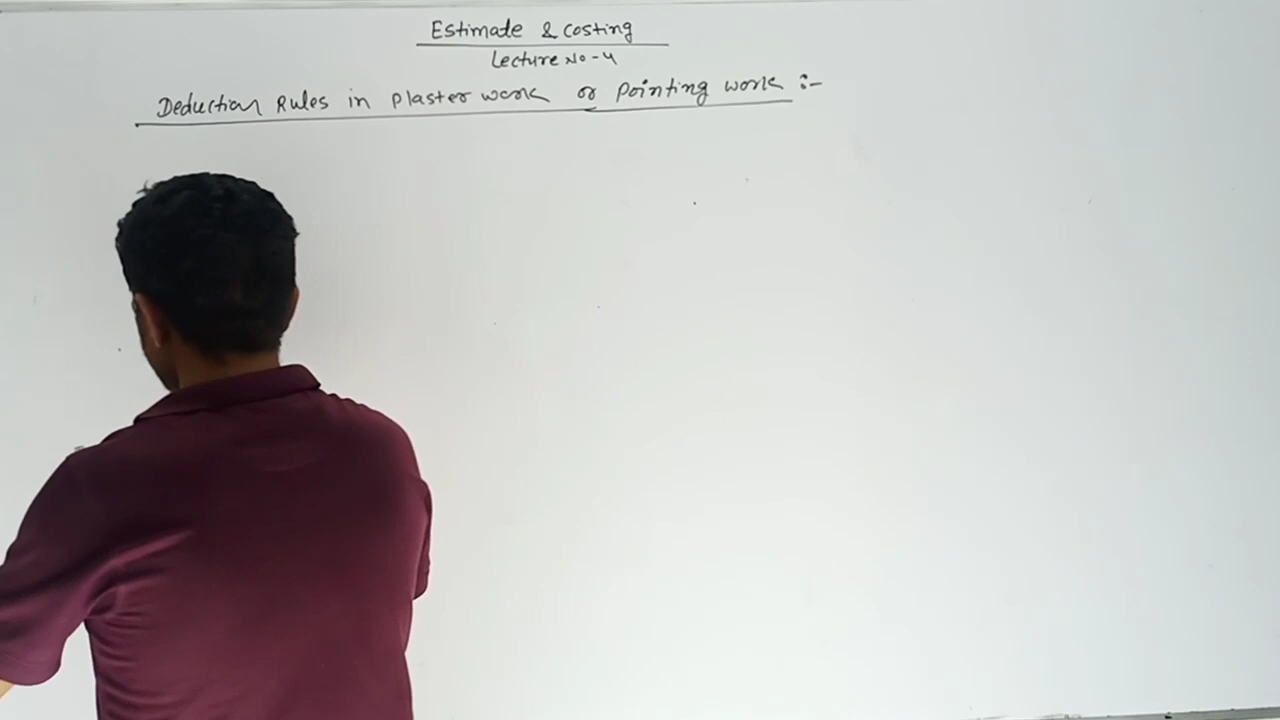 Estimate & Costing
Lecture No-4
Deduction Rules in Plaster work or Pointing work :-